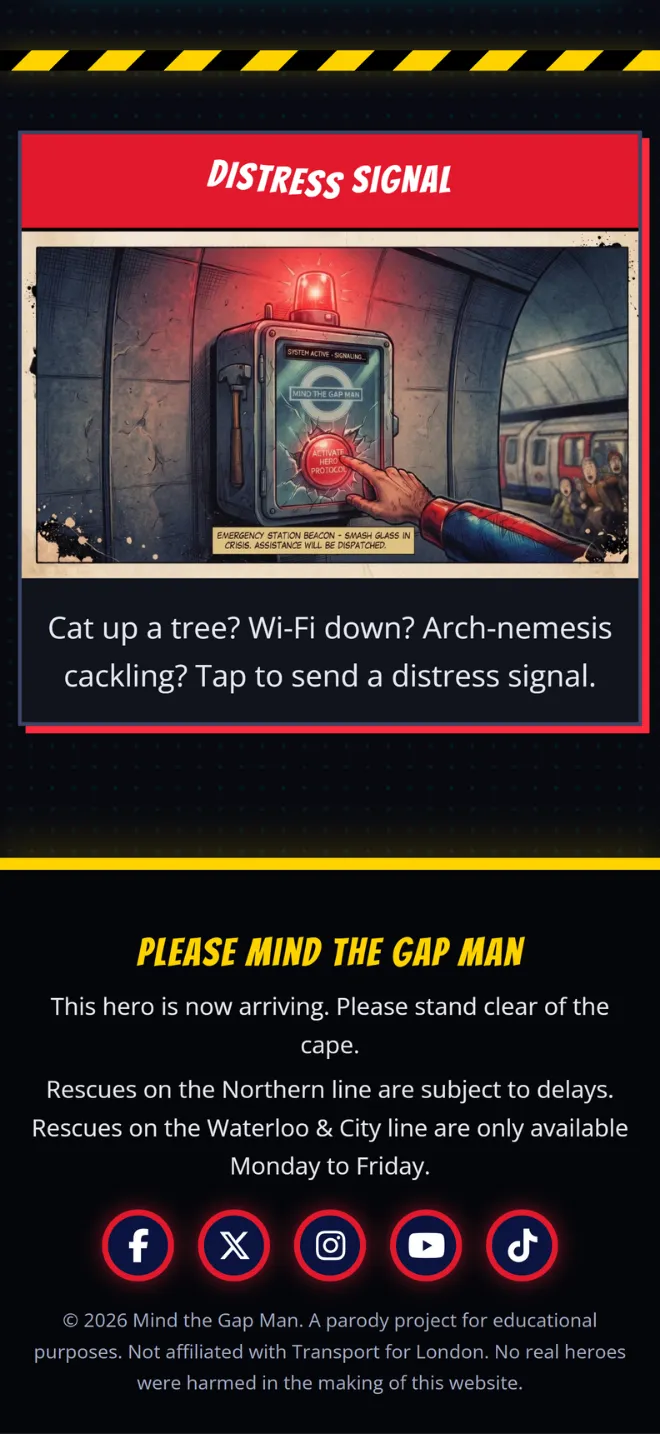 DISTRESS SIGNAL
SYSTEM ACTIVE - SIGNALING...
MIND THE GAP MAN
ACTIVATE
HERO
PROTOCOL
EMERGENCY STATION BEACON - SMASH GLASS IN
CRISIS. ASSISTANCE WILL BE DISPATCHED.
Cat up a tree? Wi-Fi down? Arch-nemesis
cackling? Tap to send a distress signal.
PLEASE MIND THE GAP MAN
This hero is now arriving. Please stand clear of the
cape.
Rescues on the Northern line are subject to delays.
Rescues on the Waterloo & City line are only available
Monday to Friday.
© 2026 Mind the Gap Man. A parody project for educational
purposes. Not affiliated with Transport for London. No real heroes
were harmed in the making of this website.